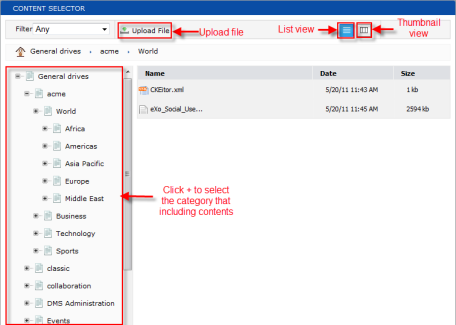 CONTENT SELECTOR
Filter Any
Upload File
Upload file
List view
Thumbnail
view
General drives
acme
World
General drives
acme
World
Africa
Americas
Asia Pacific
Europe
Middle East
Business
Technology
Sports
classic
collaboration
DMS Administration
Events
Name Date Size
CKEitor.xml 5/20/11 11:43 AM 1 kb
eXo_Social_Use... 5/20/11 11:45 AM 2594 kb
Click + to select
the category that
including contents